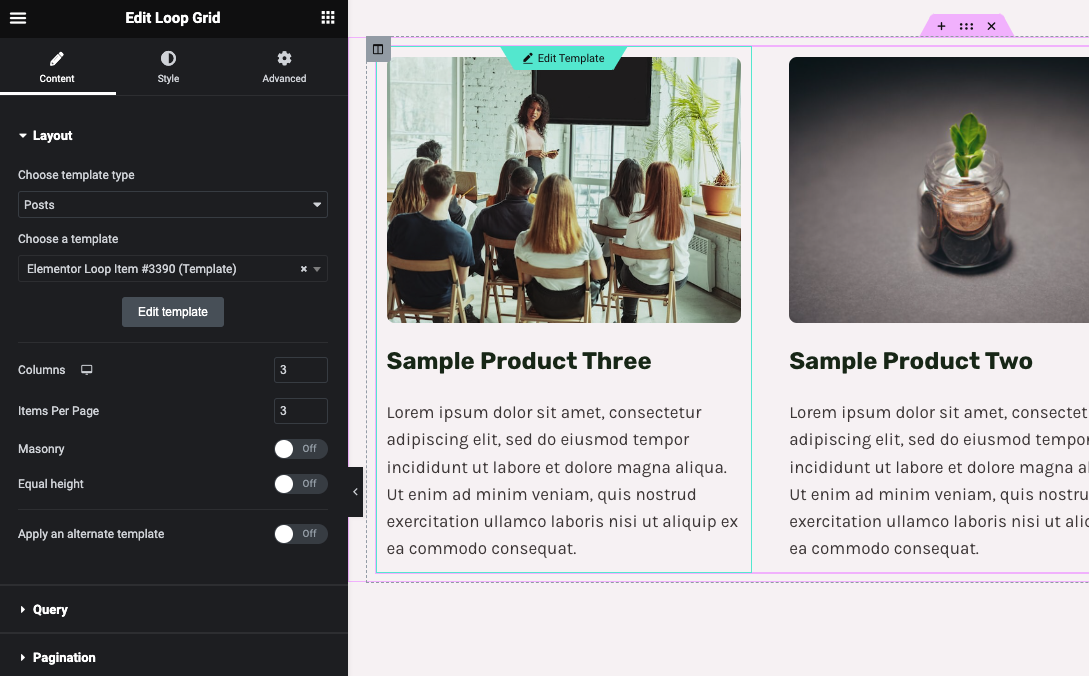 Edit Loop Grid
Content
Style
Advanced
Layout
Choose template type
Posts
Choose a template
Elementor Loop Item #3390 (Template)
Edit template
Columns
3
Items Per Page
3
Masonry
Off
Equal height
Off
Apply an alternate template
Off
Query
Pagination
Edit Template
Sample Product Three
Lorem ipsum dolor sit amet, consectetur
adipiscing elit, sed do eiusmod tempor
incididunt ut labore et dolore magna aliqua.
Ut enim ad minim veniam, quis nostrud
exercitation ullamco laboris nisi ut aliquip ex
ea commodo consequat.
Sample Product Two
Lorem ipsum dolor sit amet, consectet
adipiscing elit, sed do eiusmod tempo
incididunt ut labore et dolore magna al
Ut enim ad minim veniam, quis nostru
exercitation ullamco laboris nisi ut alic
ea commodo consequat.